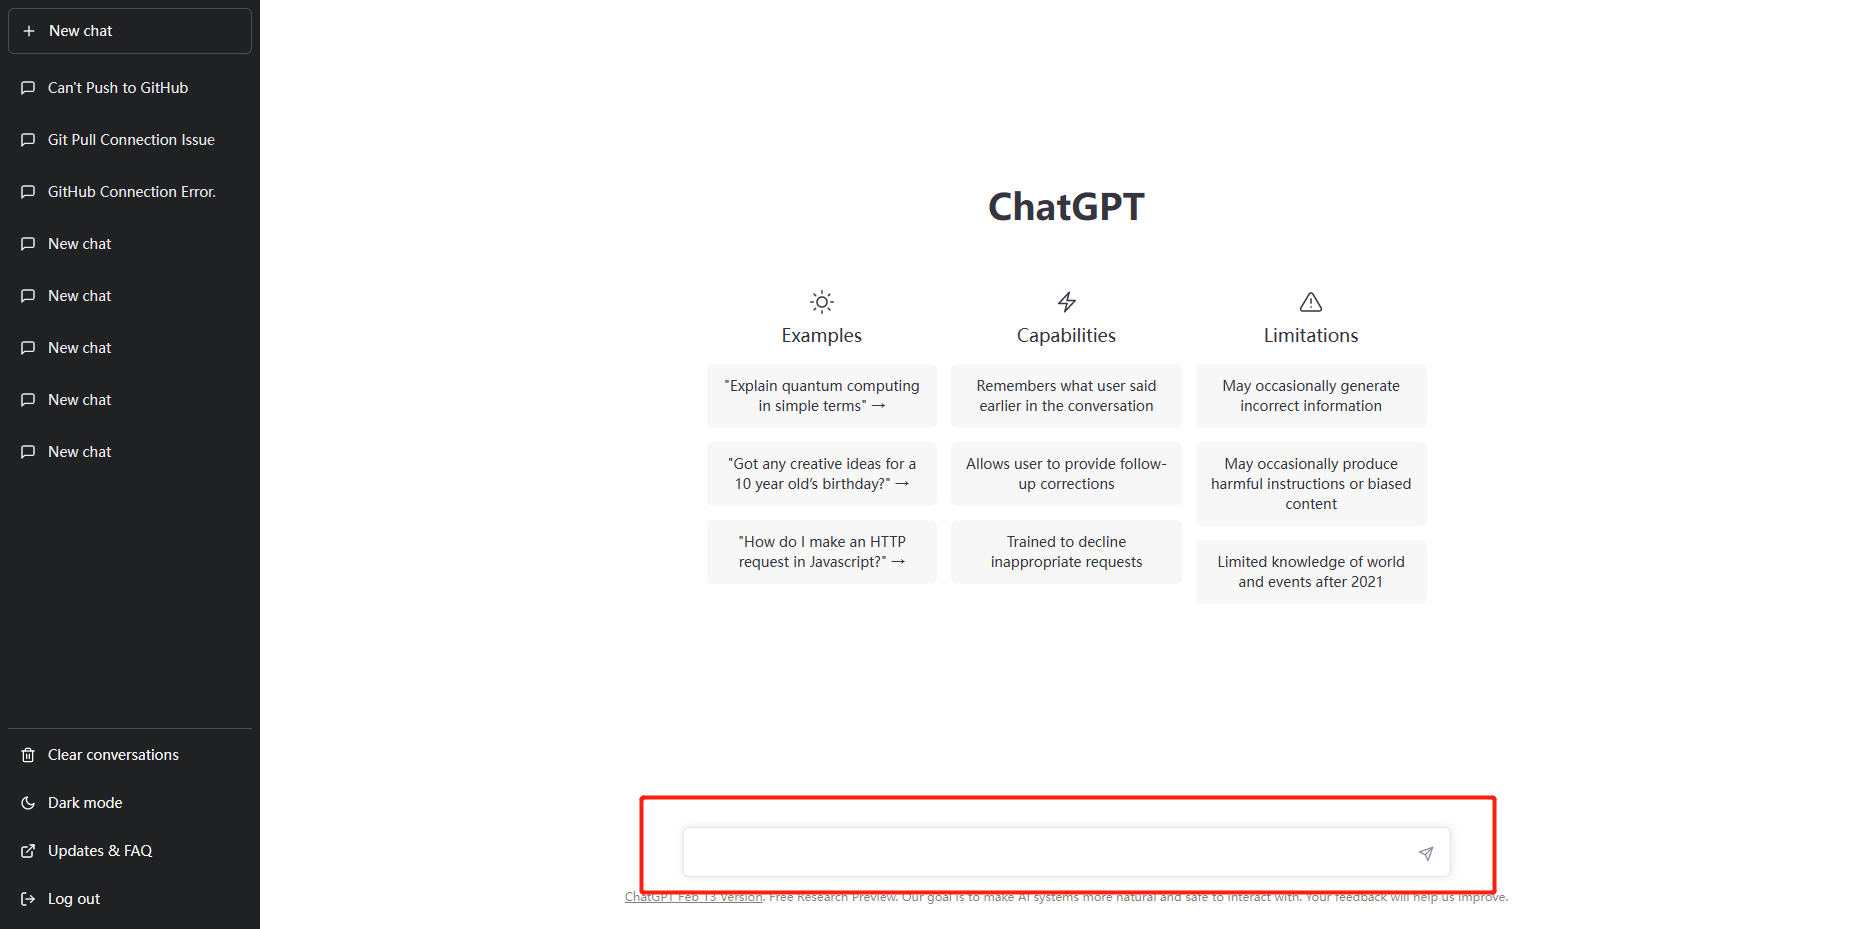 New chat
Can't Push to GitHub
Git Pull Connection Issue
GitHub Connection Error.
New chat
New chat
New chat
New chat
New chat
Clear conversations
Dark mode
Updates & FAQ
Log out
ChatGPT
Examples
"Explain quantum computing
in simple terms" →
"Got any creative ideas for a
10 year old’s birthday?" →
"How do I make an HTTP
request in Javascript?" →
Capabilities
Remembers what user said
earlier in the conversation
Allows user to provide follow-
up corrections
Trained to decline
inappropriate requests
Limitations
May occasionally generate
incorrect information
May occasionally produce
harmful instructions or biased
content
Limited knowledge of world
and events after 2021
ChatGPT Feb 13 Version. Free Research Preview. Our goal is to make AI systems more natural and safe to interact with. Your feedback will help us improve.